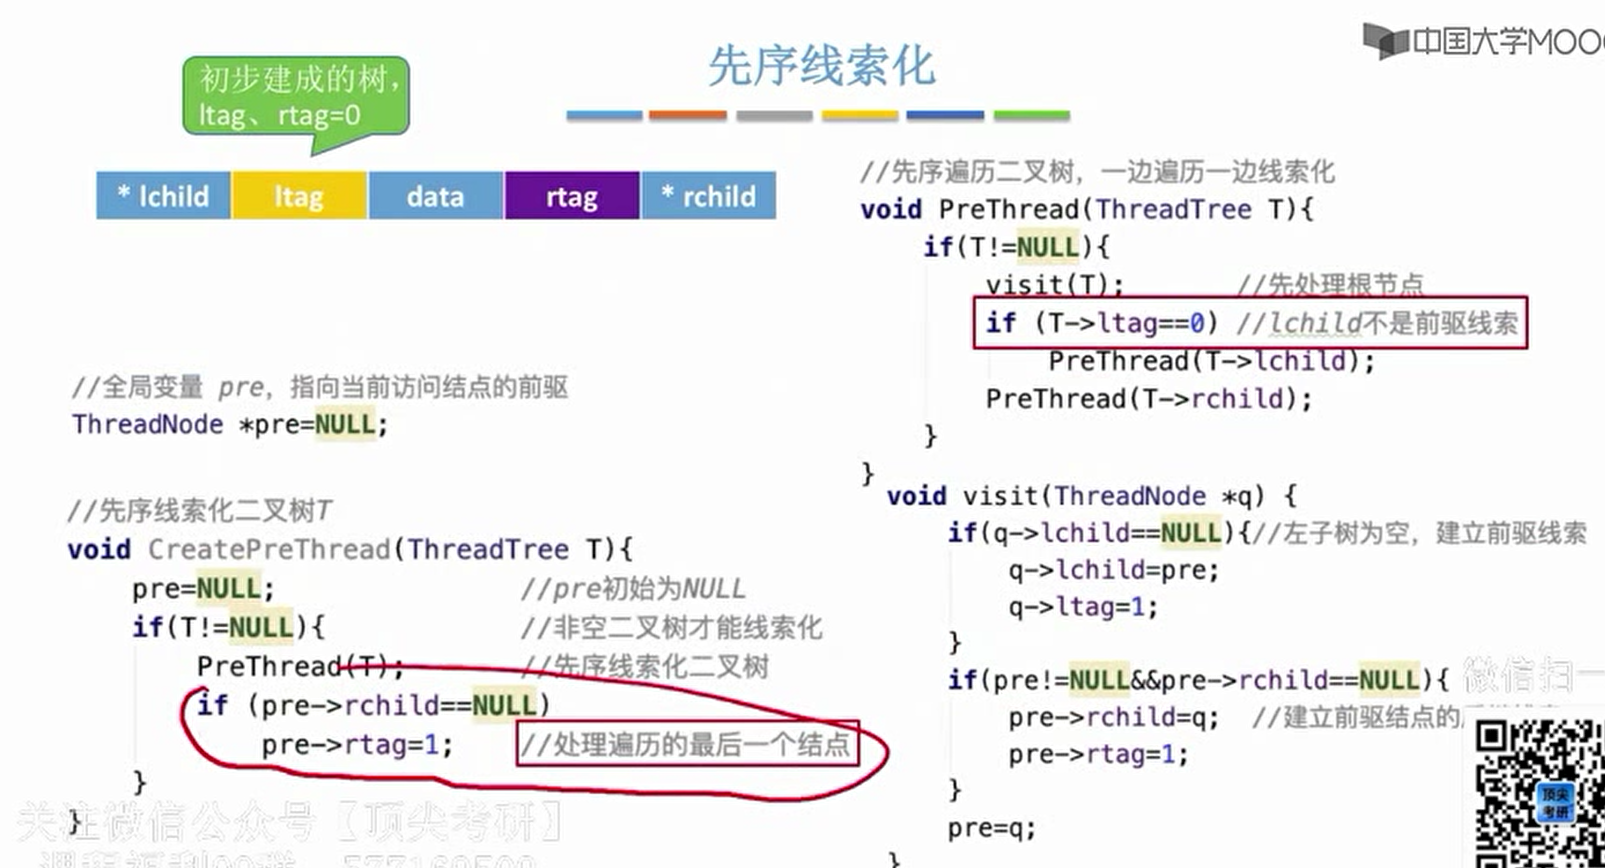 中国大学MOO
先序线索化
初步建成的树，
ltag、rtag=0
* lchild ltag data rtag * rchild
//全局变量 pre，指向当前访问结点的前驱
ThreadNode *pre=NULL;
//先序线索化二叉树T
void CreatePreThread(ThreadTree T){
pre=NULL; //pre初始为NULL
if(T!=NULL){ //非空二叉树才能线索化
PreThread(T); //先序线索化二叉树
if (pre->rchild==NULL)
pre->rtag=1; //处理遍历的最后一个结点
}
}
//先序遍历二叉树，一边遍历一边线索化
void PreThread(ThreadTree T){
if(T!=NULL){
visit(T); //先处理根节点
if (T->ltag==0) //lchild不是前驱线索
PreThread(T->lchild);
PreThread(T->rchild);
}
}
void visit(ThreadNode *q) {
if(q->lchild==NULL){//左子树为空，建立前驱线索
q->lchild=pre;
q->ltag=1;
}
if(pre!=NULL&&pre->rchild==NULL){
pre->rchild=q; //建立前驱结点的
pre->rtag=1;
}
pre=q;
}
微信扫一
顶尖
考研
关注微信公众号【顶尖考研】